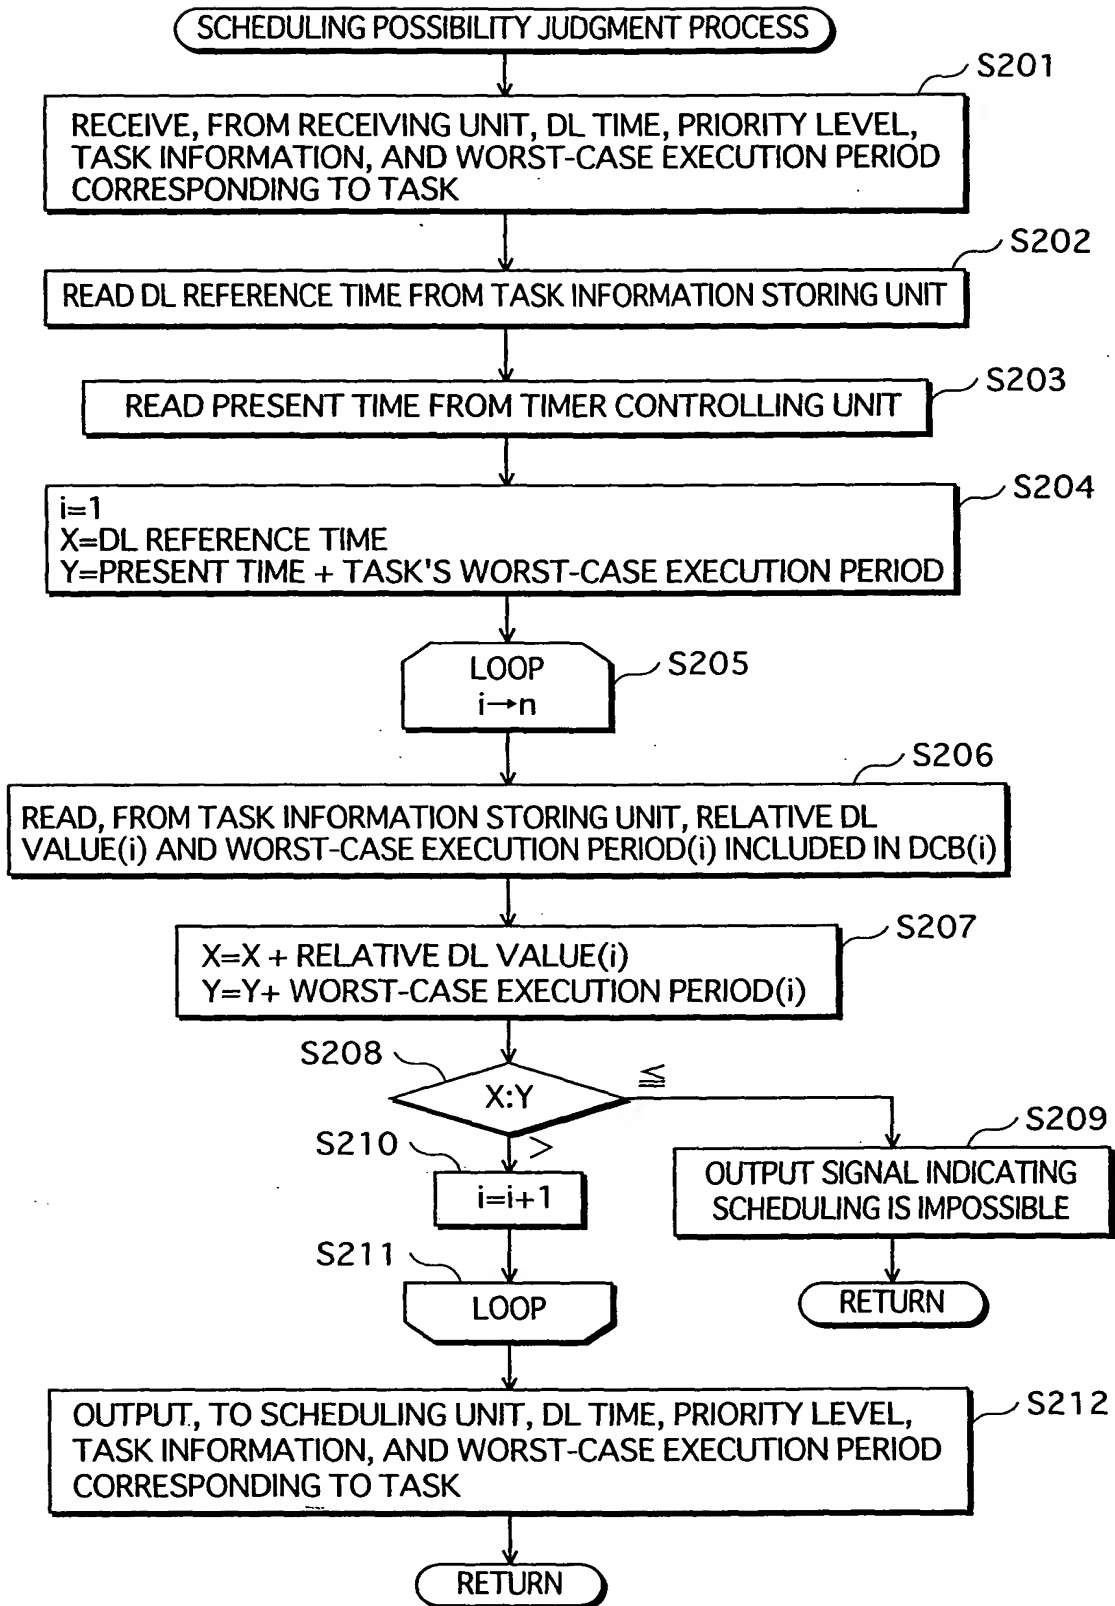 SCHEDULING POSSIBILITY JUDGMENT PROCESS
S201
RECEIVE, FROM RECEIVING UNIT, DL TIME, PRIORITY LEVEL,
TASK INFORMATION, AND WORST-CASE EXECUTION PERIOD
CORRESPONDING TO TASK
S202
READ DL REFERENCE TIME FROM TASK INFORMATION STORING UNIT
S203
READ PRESENT TIME FROM TIMER CONTROLLING UNIT
S204
i=1
X=DL REFERENCE TIME
Y=PRESENT TIME + TASK'S WORST-CASE EXECUTION PERIOD
S205
LOOP
i→n
S206
READ, FROM TASK INFORMATION STORING UNIT, RELATIVE DL
VALUE(i) AND WORST-CASE EXECUTION PERIOD(i) INCLUDED IN DCB(i)
S207
X=X + RELATIVE DL VALUE(i)
Y=Y+ WORST-CASE EXECUTION PERIOD(i)
S208
X:Y
≦
S209
OUTPUT SIGNAL INDICATING
SCHEDULING IS IMPOSSIBLE
RETURN
>
S210
i=i+1
S211
LOOP
S212
OUTPUT, TO SCHEDULING UNIT, DL TIME, PRIORITY LEVEL,
TASK INFORMATION, AND WORST-CASE EXECUTION PERIOD
CORRESPONDING TO TASK
RETURN